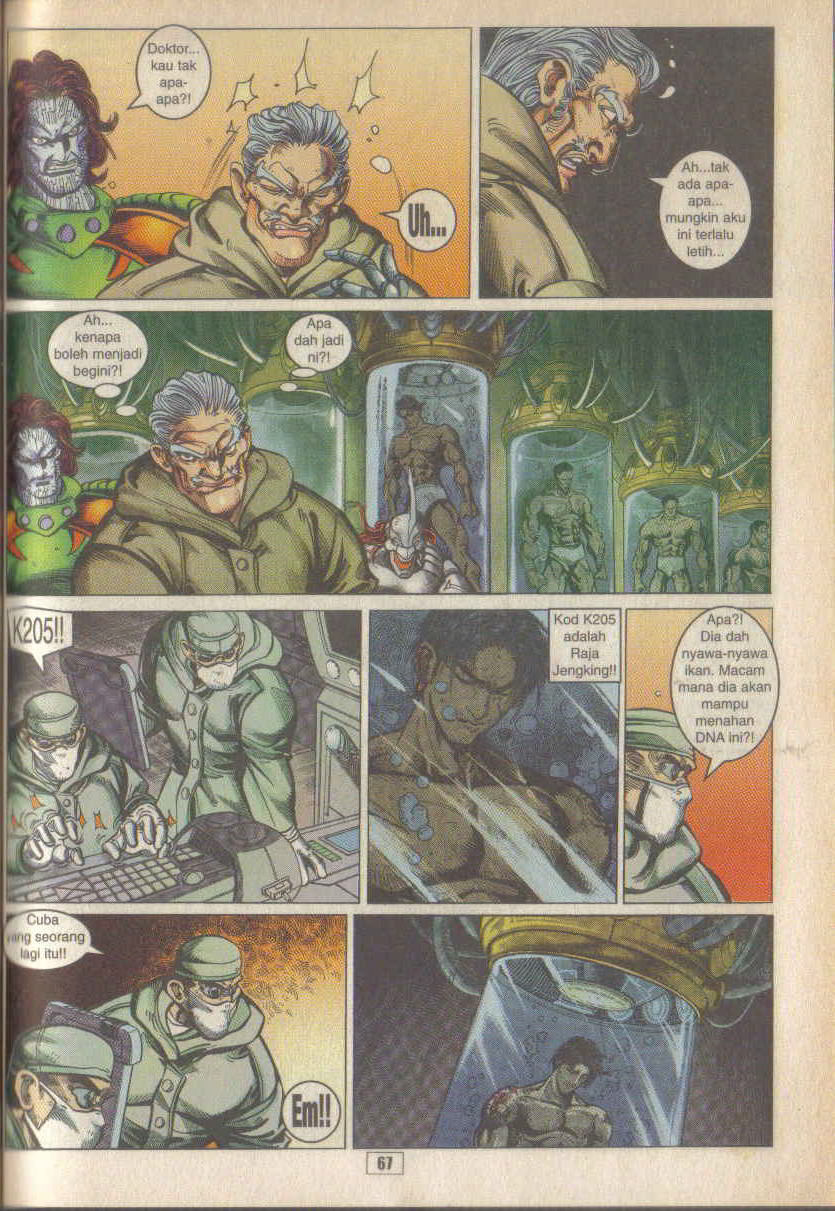 Doktor...
kau tak
apa-
apa?!
Uh...
Ah...tak
ada apa-
apa...
mungkin aku
ini terlalu
letih...
Ah...
kenapa
boleh menjadi
begini?!
Apa
dah jadi
ni?!
K205!!
Kod K205
adalah
Raja
Jengking!!
Apa?!
Dia dah
nyawa-nyawa
ikan. Macam
mana dia akan
mampu
menahan
DNA ini?!
Cuba
seorang
lagi itu!!
Em!!
67